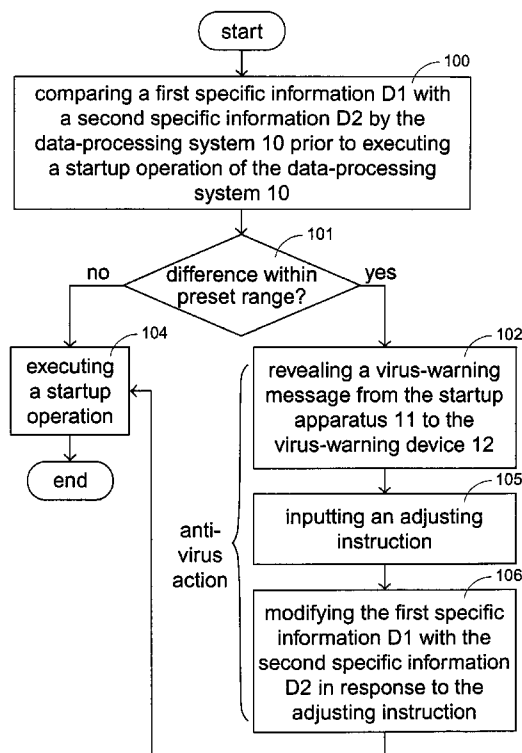 start
100
comparing a first specific information D1 with
a second specific information D2 by the
data-processing system 10 prior to executing
a startup operation of the data-processing
system 10
101
no
difference within
preset range?
yes
104
executing
a startup
operation
end
102
revealing a virus-warning
message from the startup
apparatus 11 to the
virus-warning device 12
105
inputting an adjusting
instruction
anti-
virus
action
106
modifying the first specific
information D1 with the
second specific information
D2 in response to the
adjusting instruction